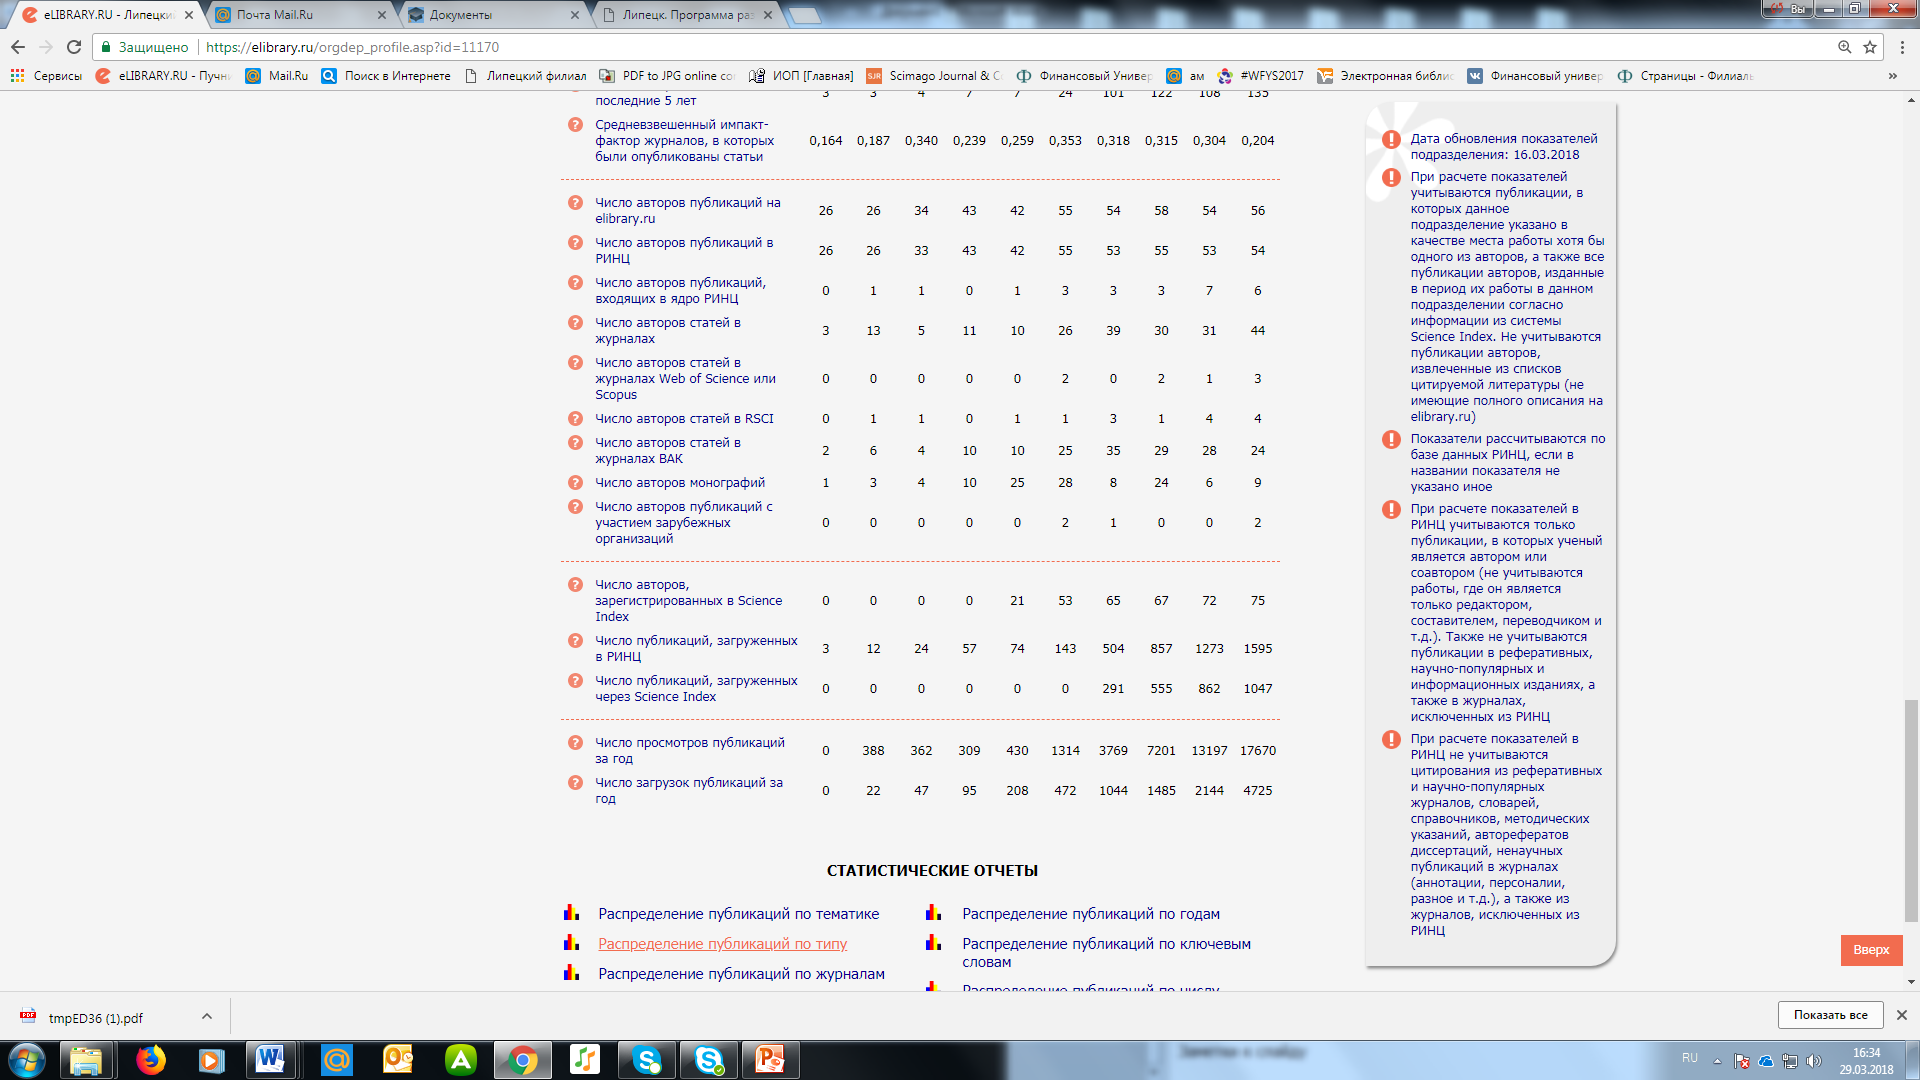 eLIBRARY.RU - Липецки
Почта Mail.Ru
Документы
Липецк. Программа ра
Вы
Защищено
https://elibrary.ru/orgdep_profile.asp?id=11170
Сервисы
eLIBRARY.RU - Пучни
Mail.Ru
Поиск в Интернете
Липецкий филиал
PDF to JPG online co
ИОП [Главная]
Scimago Journal & C
Финансовый Универ
ам
#WFYS2017
Электронная библи
Финансовый универ
Страницы - Филиаль
последние 5 лет
3 3 4 7 7 24 101 122 108 135
Средневзвешенный импакт-
фактор журналов, в которых
были опубликованы статьи
0,164 0,187 0,340 0,239 0,259 0,353 0,318 0,315 0,304 0,204
Число авторов публикаций на
elibrary.ru
26 26 34 43 42 55 54 58 54 56
Число авторов публикаций в
РИНЦ
26 26 33 43 42 55 53 55 53 54
Число авторов публикаций,
входящих в ядро РИНЦ
0 1 1 0 1 3 3 3 7 6
Число авторов статей в
журналах
3 13 5 11 10 26 39 30 31 44
Число авторов статей в
журналах Web of Science или
Scopus
0 0 0 0 0 2 0 2 1 3
Число авторов статей в RSCI
0 1 1 0 1 1 3 1 4 4
Число авторов статей в
журналах ВАК
2 6 4 10 10 25 35 29 28 24
Число авторов монографий
1 3 4 10 25 28 8 24 6 9
Число авторов публикаций с
участием зарубежных
организаций
0 0 0 0 0 2 1 0 0 2
Число авторов,
зарегистрированных в Science
Index
0 0 0 0 21 53 65 67 72 75
Число публикаций, загруженных
в РИНЦ
3 12 24 57 74 143 504 857 1273 1595
Число публикаций, загруженных
через Science Index
0 0 0 0 0 0 291 555 862 1047
Число просмотров публикаций
за год
0 388 362 309 430 1314 3769 7201 13197 17670
Число загрузок публикаций за
год
0 22 47 95 208 472 1044 1485 2144 4725
СТАТИСТИЧЕСКИЕ ОТЧЕТЫ
Распределение публикаций по тематике
Распределение публикаций по типу
Распределение публикаций по журналам
Распределение публикаций по годам
Распределение публикаций по ключевым
словам
Распределение публикаций по числу
Дата обновления показателей
подразделения: 16.03.2018
При расчете показателей
учитываются публикации, в
которых данное
подразделение указано в
качестве места работы хотя бы
одного из авторов, а также все
публикации авторов, изданные
в период их работы в данном
подразделении согласно
информации из системы
Science Index. Не учитываются
публикации авторов,
извлеченные из списков
цитируемой литературы (не
имеющие полного описания на
elibrary.ru)
Показатели рассчитываются по
базе данных РИНЦ, если в
названии показателя не
указано иное
При расчете показателей в
РИНЦ учитываются только
публикации, в которых ученый
является автором или
соавтором (не учитываются
работы, где он является
только редактором,
составителем, переводчиком и
т.д.). Также не учитываются
публикации в реферативных,
научно-популярных и
информационных изданиях, а
также в журналах,
исключенных из РИНЦ
При расчете показателей в
РИНЦ не учитываются
цитирования из реферативных
и научно-популярных
журналов, словарей,
справочников, методических
указаний, авторефератов
диссертаций, ненаучных
публикаций в журналах
(аннотации, персоналии,
разное и т.д.), а также из
журналов, исключенных из
РИНЦ
Вверх
tmpED36 (1).pdf
Показать все
Заметки к слайду
RU
16:34
29.03.2018